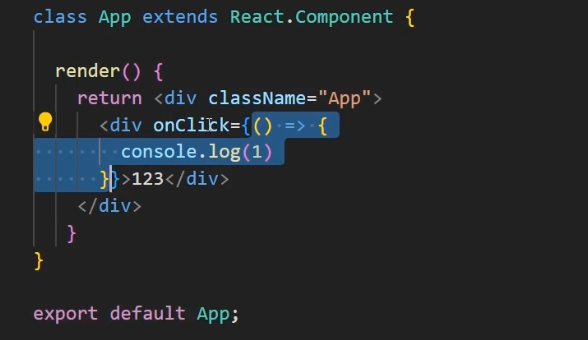 class App extends React.Component {
render() {
return <div className="App">
<div onClick={() => {
console.log(1)
}}>123</div>
</div>
}
}
export default App;